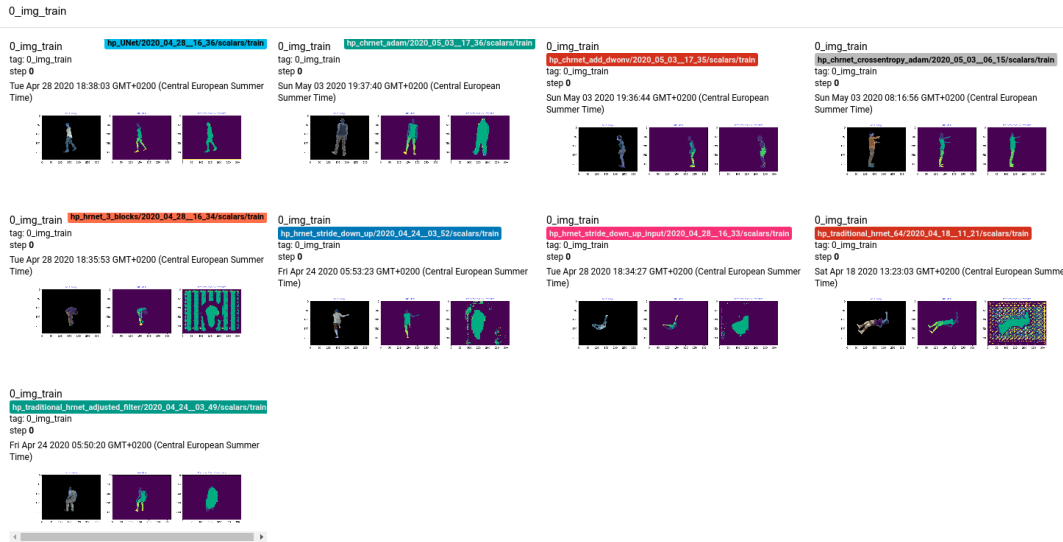 0_img_train
0_img_train hp_UNet/2020_04_28__16_36/scalars/train
tag: 0_img_train
step 0
Tue Apr 28 2020 18:38:03 GMT+0200 (Central European Summer
Time)
0_img_train hp_chrnet_adam/2020_05_03__17_36/scalars/train
tag: 0_img_train
step 0
Sun May 03 2020 19:37:40 GMT+0200 (Central European
Summer Time)
0_img_train
hp_chrnet_add_dwonv/2020_05_03__17_35/scalars/train
tag: 0_img_train
step 0
Sun May 03 2020 19:36:44 GMT+0200 (Central European
Summer Time)
0_img_train
hp_chrnet_crossentropy_adam/2020_05_03__06_15/scalars/train
tag: 0_img_train
step 0
Sun May 03 2020 08:16:56 GMT+0200 (Central European
Summer Time)
0_img_train hp_hrnet_3_blocks/2020_04_28__16_34/scalars/train
tag: 0_img_train
step 0
Tue Apr 28 2020 18:35:53 GMT+0200 (Central European Summer
Time)
0_img_train
hp_hrnet_stride_down_up/2020_04_24__03_52/scalars/train
tag: 0_img_train
step 0
Fri Apr 24 2020 05:53:23 GMT+0200 (Central European Summer
Time)
0_img_train
hp_hrnet_stride_down_up_input/2020_04_28__16_33/scalars/train
tag: 0_img_train
step 0
Tue Apr 28 2020 18:34:27 GMT+0200 (Central European Summer
Time)
0_img_train
hp_traditional_hrnet_64/2020_04_18__11_21/scalars/train
tag: 0_img_train
step 0
Sat Apr 18 2020 13:23:03 GMT+0200 (Central European Summe
Time)
0_img_train
hp_traditional_hrnet_adjusted_filter/2020_04_24__03_49/scalars/train
tag: 0_img_train
step 0
Fri Apr 24 2020 05:50:20 GMT+0200 (Central European Summer
Time)